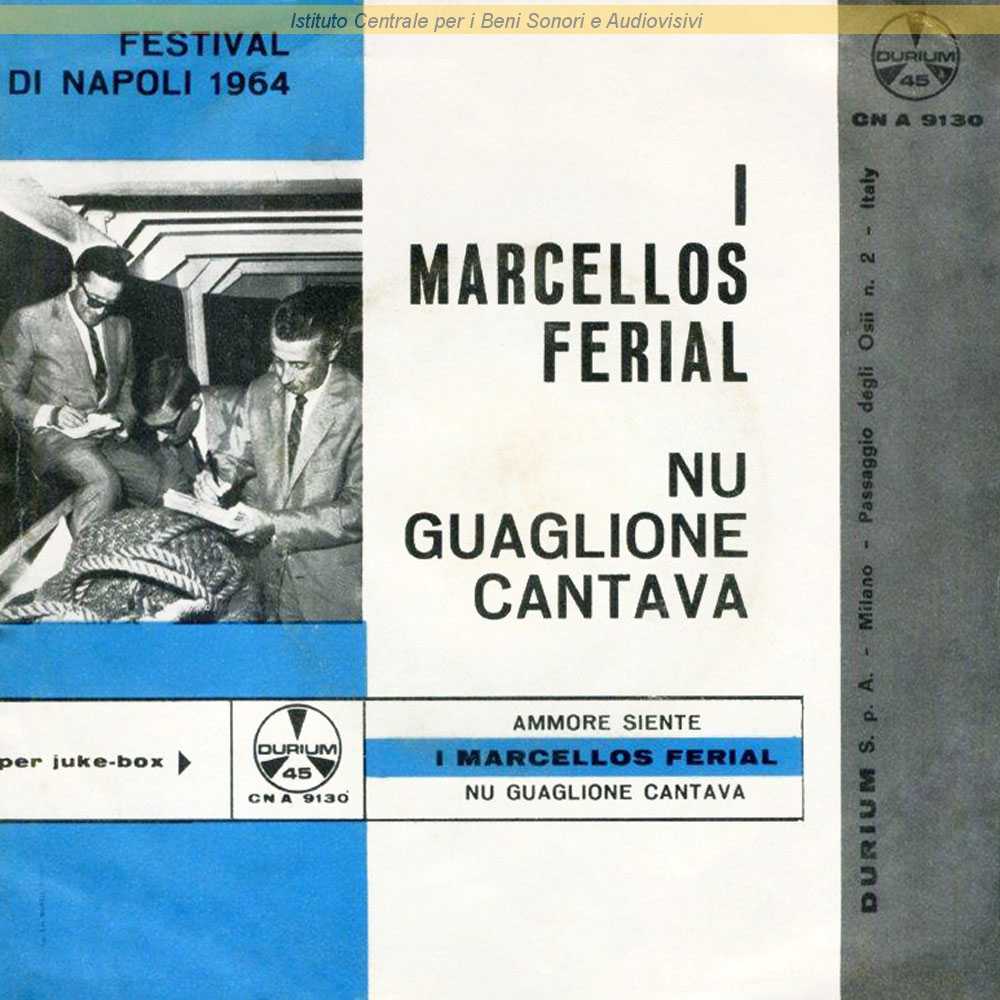 Istituto Centrale per i Beni Sonori e Audiovisivi
FESTIVAL
DI NAPOLI 1964
DURIUM
45
CN A 9130
I
MARCELLOS
FERIAL
NU
GUAGLIONE
CANTAVA
per juke-box
DURIUM
45
CN A 9130
AMMORE SIENTE
I MARCELLOS FERIAL
NU GUAGLIONE CANTAVA
DURIUM S. p. A. - Milano - Passaggio degli Osii n. 2 - Italy